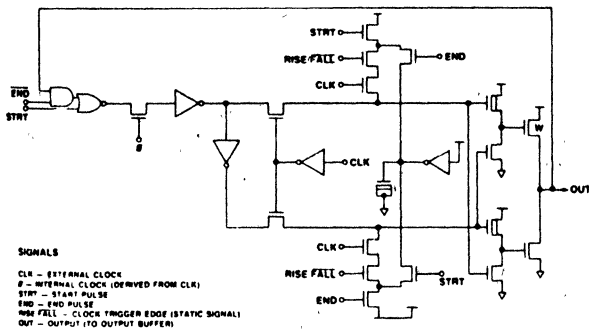 STRT
RISE/FALL
CLK
END
END
STRT
θ
CLK
W
OUT
CLK
RISE FALL
END
STRT
SIGNALS
CLK – EXTERNAL CLOCK
θ – INTERNAL CLOCK (DERIVED FROM CLK)
STRT – START PULSE
END – END PULSE
RISE FALL – CLOCK TRIGGER EDGE (STATIC SIGNAL)
OUT – OUTPUT (TO OUTPUT BUFFER)